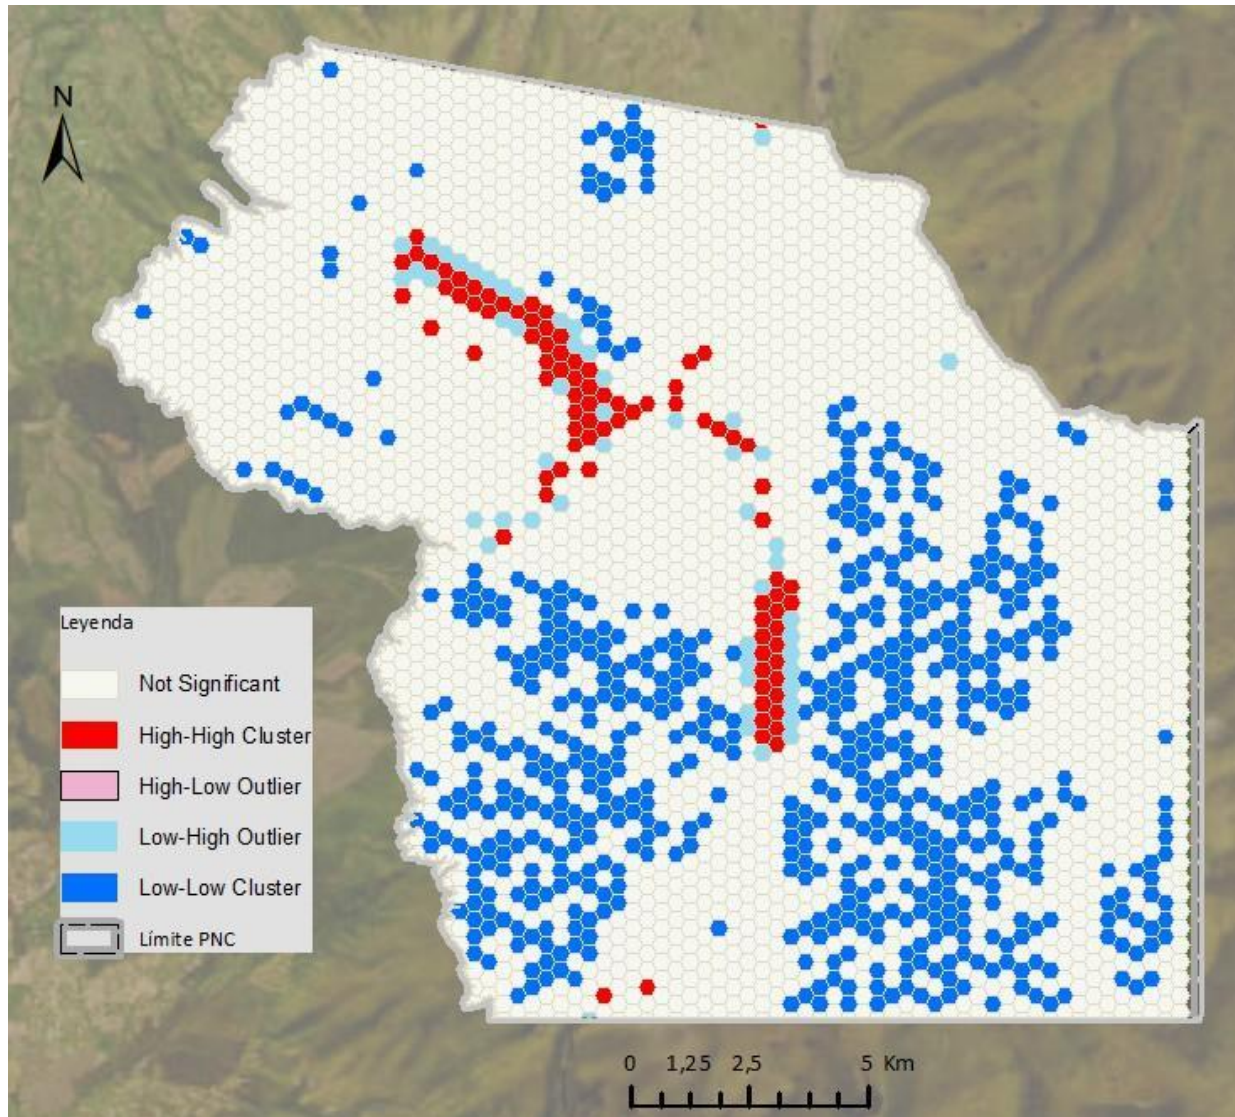 N
Leyenda
Not Significant
High-High Cluster
High-Low Outlier
Low-High Outlier
Low-Low Cluster
Límite PNC
0 1,25 2,5 5 Km